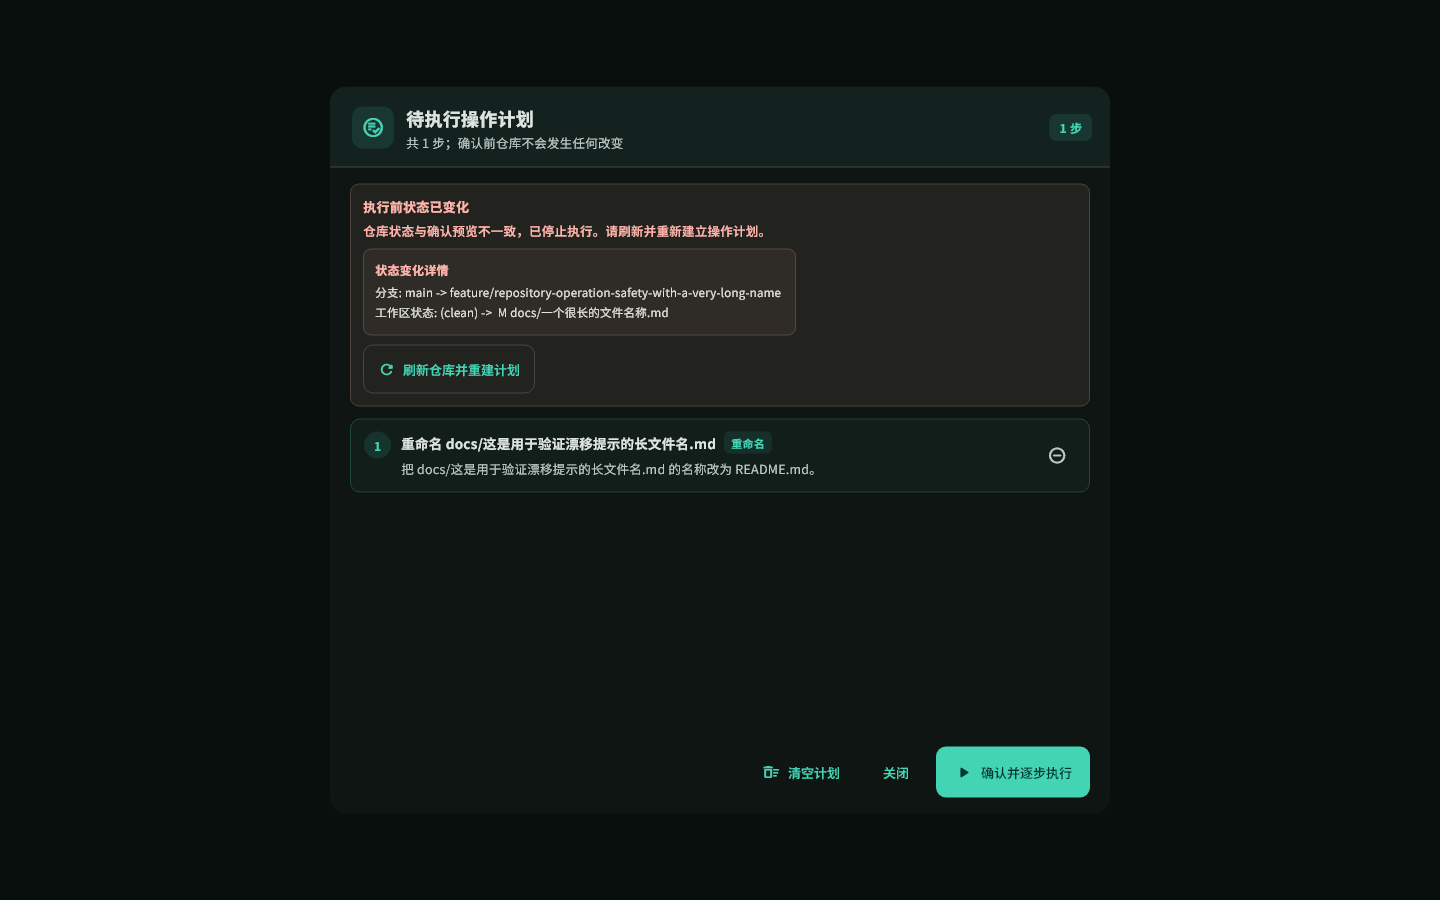 待执行操作计划
共 1 步；确认前仓库不会发生任何改变
1 步
执行前状态已变化
仓库状态与确认预览不一致，已停止执行。请刷新并重新建立操作计划。
状态变化详情
分支: main -> feature/repository-operation-safety-with-a-very-long-name
工作区状态: (clean) ->  M docs/一个很长的文件名称.md
刷新仓库并重建计划
1
重命名 docs/这是用于验证漂移提示的长文件名.md 重命名
把 docs/这是用于验证漂移提示的长文件名.md 的名称改为 README.md。
清空计划
关闭
确认并逐步执行